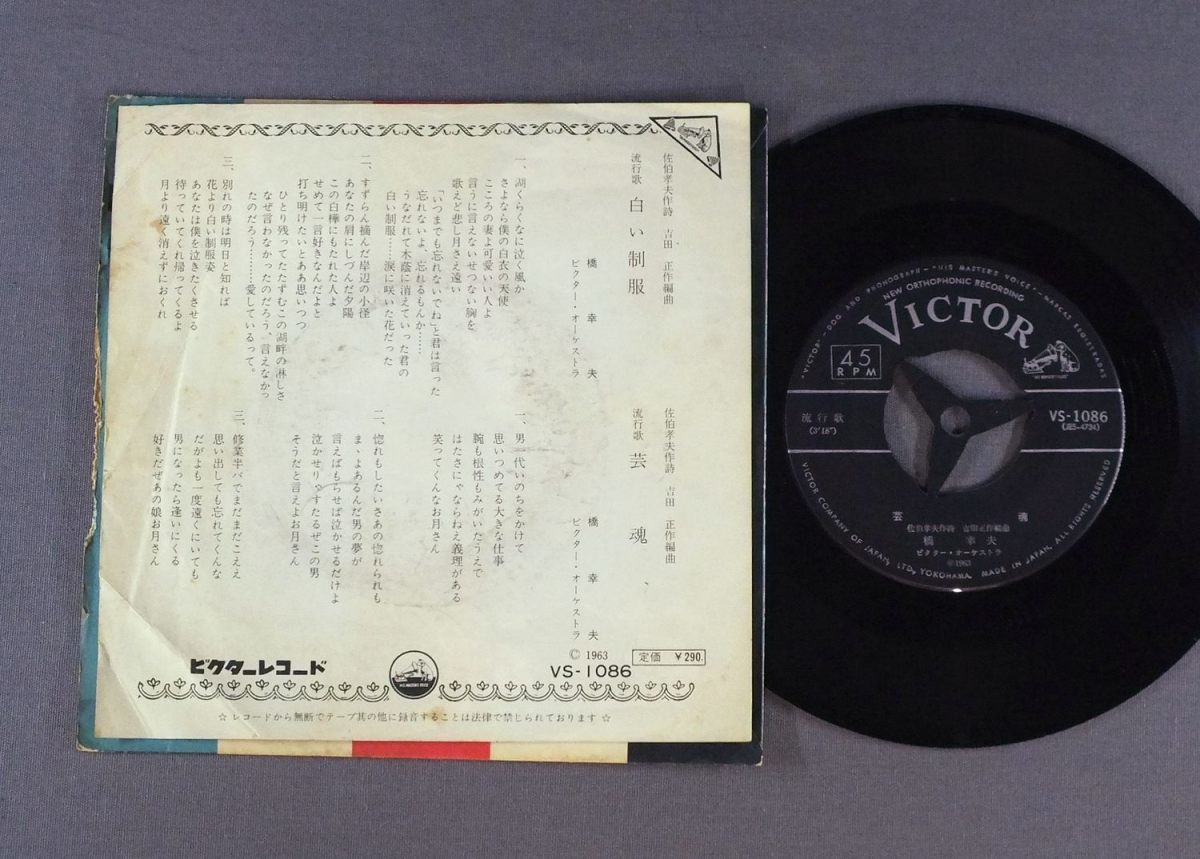 佐伯孝夫作詩　吉田　正作編曲
流行歌　白い制服
橋　幸　夫
ビクター・オーケストラ
一、湖くらくなに泣く風か
さよなら僕の白衣の天使
こころの妻よ可愛いい人よ
言うに言えないせつない胸を
歌えど悲し月さえ遠い
「いつまでも忘れないでね」と君は言った
忘れないよ、忘れるもんか……
うなだれて木蔭に消えていった君の
白い制服……涙に咲いた花だった
二、すずらん摘んだ岸辺の小径
あなたの肩にしづんだ夕陽
この白樺にもたれた人よ
せめて一言好きなんだよと
打ち明けたいとああ思いつつ
ひとり残ってたたずむこの湖畔の淋しさ
なぜ言わなかったのだろう、言えなかっ
たのだろう…………愛しているって。
三、別れの時は明日と知れば
花より白い制服姿
あなたは僕を泣きたくさせる
待っていてくれ帰ってくるよ
月より遠く消えずにおくれ
佐伯孝夫作詩　吉田　正作編曲
流行歌　芸　魂
橋　幸　夫
ビクター・オーケストラ
一、男一代いのちをかけて
思いつめてる大きな仕事
腕も根性もみがいたうえで
はたさにゃならねえ義理がある
笑ってくんなお月さん
二、惚れもしたいさあの惚れられも
ま、よあるんだ男の夢が
言えばもらせば泣かせるだけよ
泣かせりゃすたるぜこの男
そうだと言えよお月さん
三、修業半バでまだまだこええ
思い出しても忘れてくんな
だがよも一度遠くにいても
男になったら逢いにくる
好きだぜあの娘お月さん
© 1963
定価　￥290.
ビクターレコード
HIS MASTER'S VOICE
VS-1086
☆ レコードから無断でテープ其の他に録音することは法律で禁じられております ☆
"VICTOR"－DOG AND PHONOGRAPH－"HIS MASTER'S VOICE"－MARCAS REGISTRADAS
NEW ORTHOPHONIC RECORDING
VICTOR
45
RPM
流行歌
(3'16")
VS-1086
(JES-4734)
芸　魂
佐伯孝夫作詩　吉田正作編曲
橋　幸　夫
ビクター・オーケストラ
©1963
VICTOR COMPANY OF JAPAN, LTD., YOKOHAMA. MADE IN JAPAN, ALL RIGHTS RESERVED